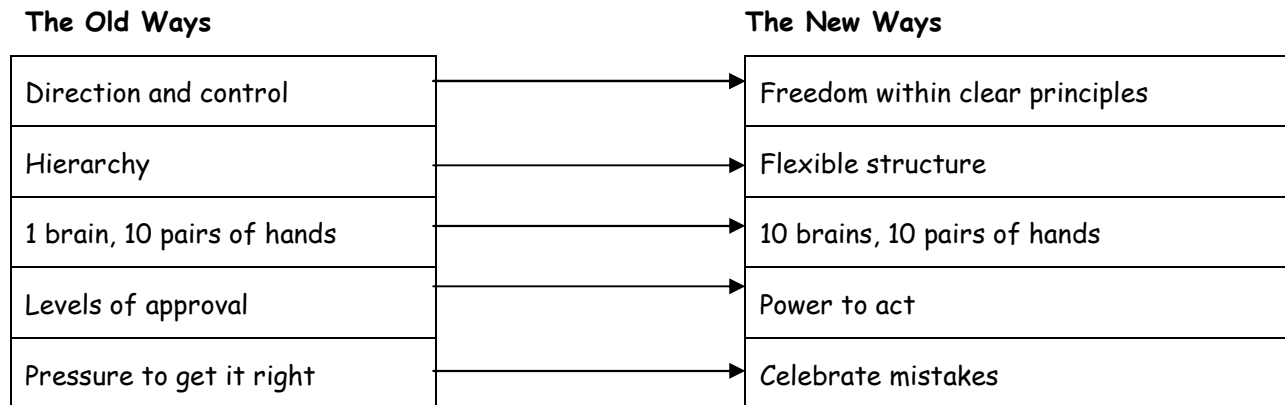 The Old Ways
The New Ways
Direction and control
Freedom within clear principles
Hierarchy
Flexible structure
1 brain, 10 pairs of hands
10 brains, 10 pairs of hands
Levels of approval
Power to act
Pressure to get it right
Celebrate mistakes